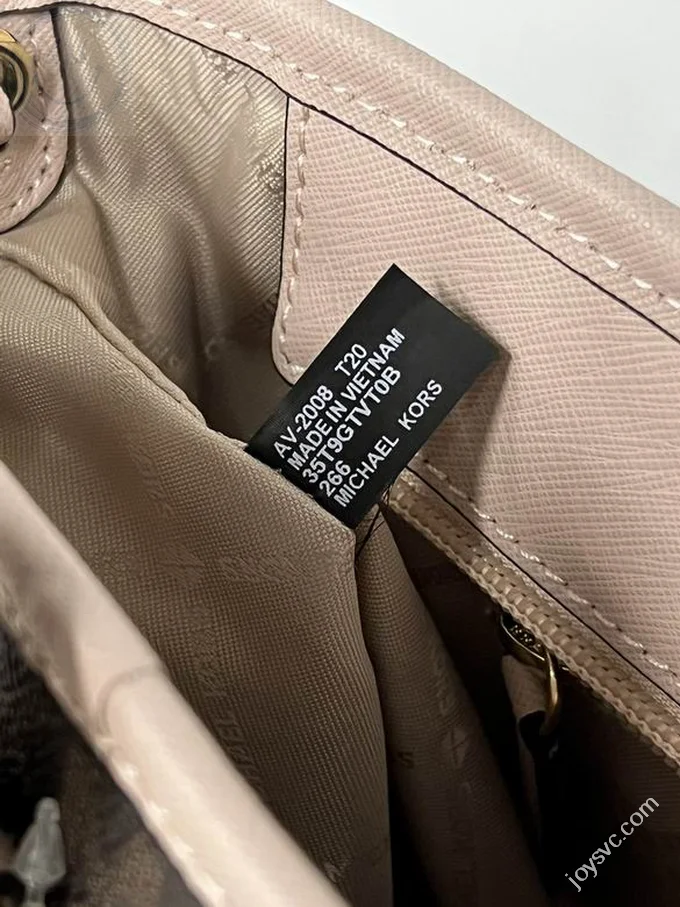 AV-2008 T20
MADE IN VIETNAM
35T9GTVT0B
266
MICHAEL KORS
joysvc.com